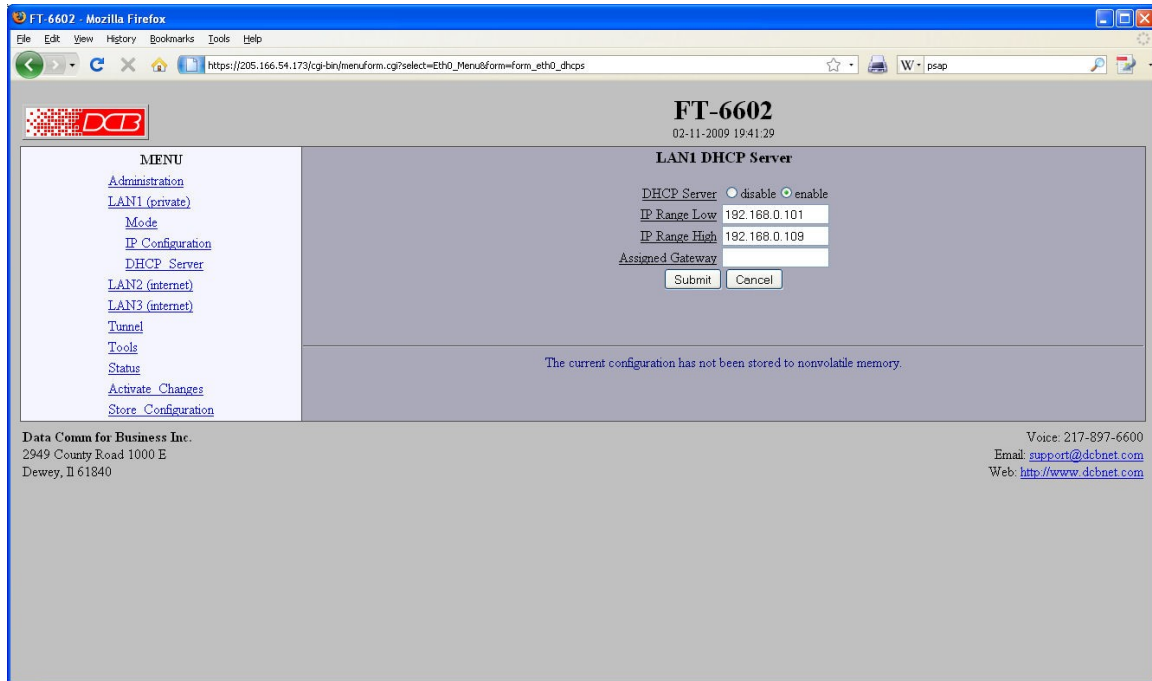 FT-6602 - Mozilla Firefox
File Edit View History Bookmarks Tools Help
https://205.166.54.173/cgi-bin/menuform.cgi?select=Eth0_Menu&form=form_eth0_dhcps
W psap
DCB
FT-6602
02-11-2009 19:41:29
MENU
Administration
LAN1 (private)
Mode
IP Configuration
DHCP Server
LAN2 (internet)
LAN3 (internet)
Tunnel
Tools
Status
Activate Changes
Store Configuration
LAN1 DHCP Server
DHCP Server disable enable
IP Range Low 192.168.0.101
IP Range High 192.168.0.109
Assigned Gateway
Submit Cancel
The current configuration has not been stored to nonvolatile memory.
Data Comm for Business Inc.
2949 County Road 1000 E
Dewey, Il 61840
Voice: 217-897-6600
Email: support@dcbnet.com
Web: http://www.dcbnet.com